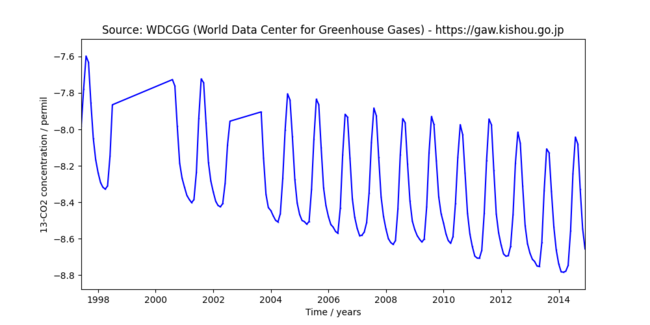 Source: WDCGG (World Data Center for Greenhouse Gases) - https://gaw.kishou.go.jp
13-CO2 concentration / permil
−7.6
−7.8
−8.0
−8.2
−8.4
−8.6
−8.8
1998 2000 2002 2004 2006 2008 2010 2012 2014
Time / years